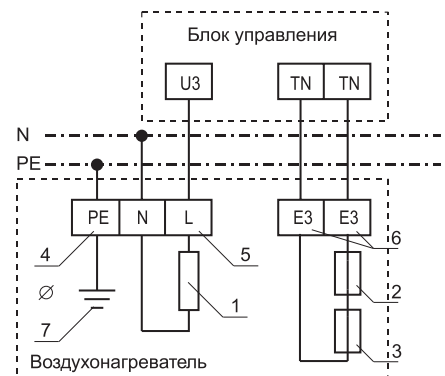 Блок управления
U3 TN TN
N
PE
PE N L E3 E3
4 5 6
2
1
7 3
Воздухонагреватель